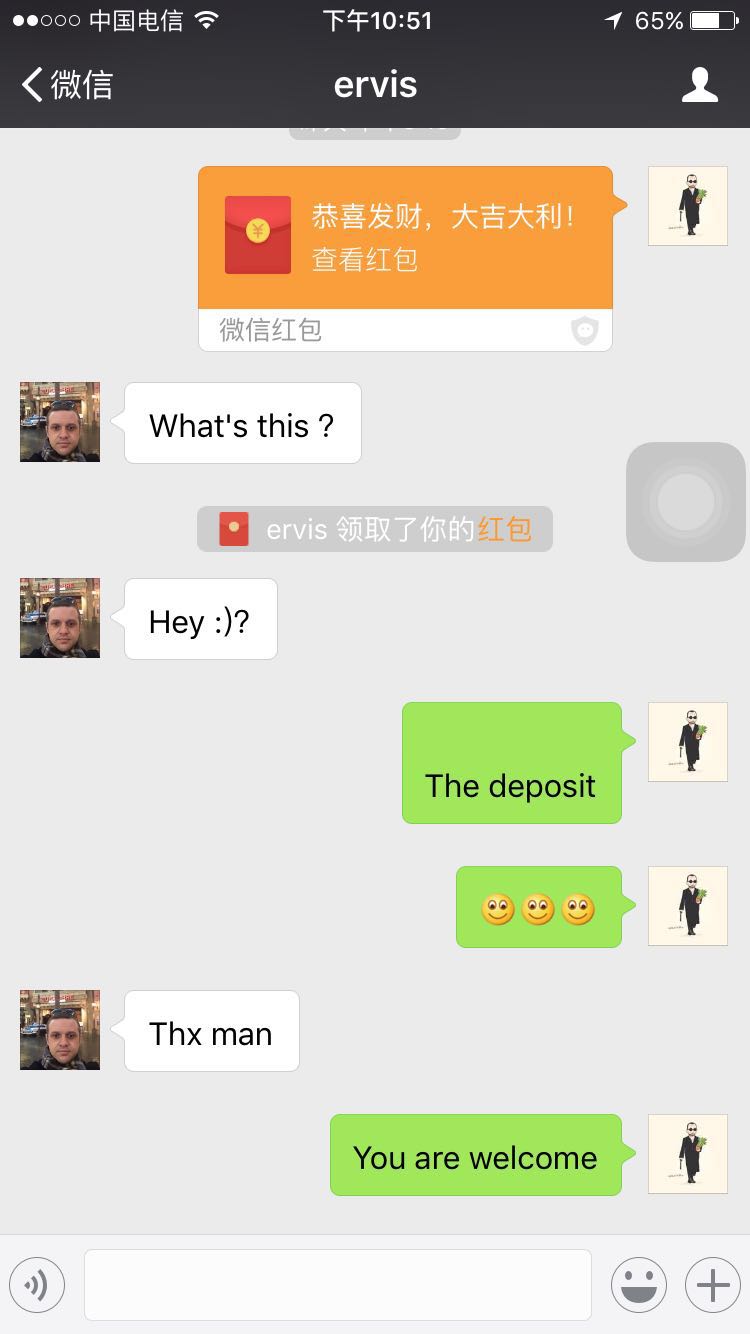 中国电信
下午10:51
65%
微信
ervis
恭喜发财，大吉大利！
查看红包
微信红包
What's this ?
ervis 领取了你的红包
Hey :)?
The deposit
Thx man
You are welcome